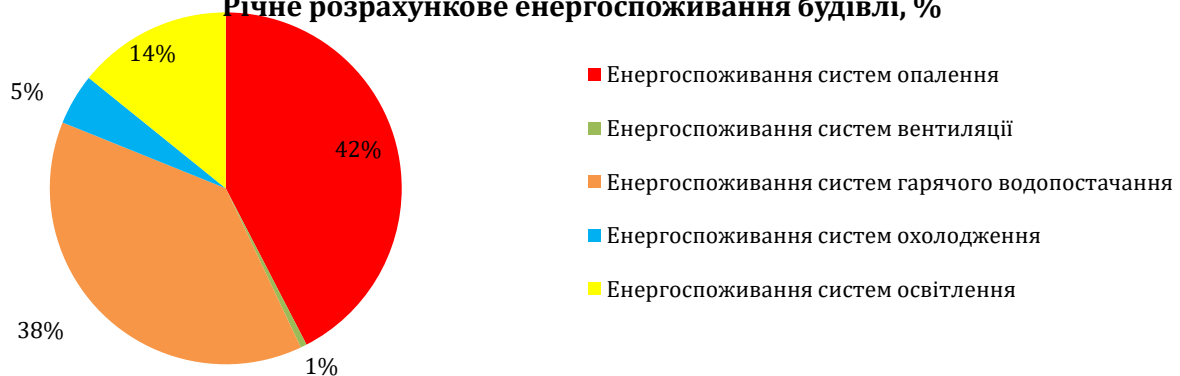 Річне розрахункове енергоспоживання будівлі, %
14%
5%
42%
38%
1%
Енергоспоживання систем опалення
Енергоспоживання систем вентиляції
Енергоспоживання систем гарячого водопостачання
Енергоспоживання систем охолодження
Енергоспоживання систем освітлення